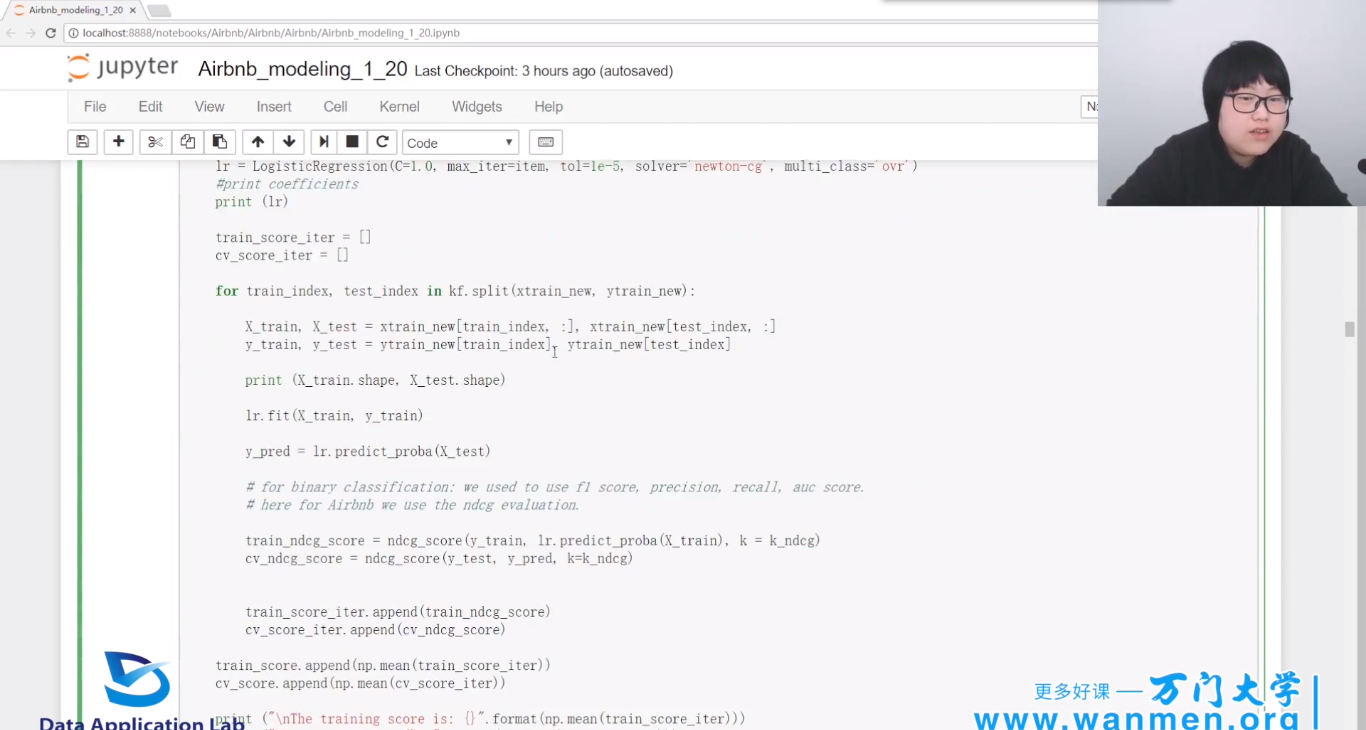 Airbnb_modeling_1_20
localhost:8888/notebooks/Airbnb/Airbnb/Airbnb/Airbnb_modeling_1_20.ipynb
jupyter Airbnb_modeling_1_20 Last Checkpoint: 3 hours ago (autosaved)
File Edit View Insert Cell Kernel Widgets Help
Code
lr = LogisticRegression(C=1.0, max_iter=item, tol=1e-5, solver='newton-cg', multi_class='ovr')
#print coefficients
print (lr)
train_score_iter = []
cv_score_iter = []
for train_index, test_index in kf.split(xtrain_new, ytrain_new):
X_train, X_test = xtrain_new[train_index, :], xtrain_new[test_index, :]
y_train, y_test = ytrain_new[train_index], ytrain_new[test_index]
print (X_train.shape, X_test.shape)
lr.fit(X_train, y_train)
y_pred = lr.predict_proba(X_test)
# for binary classification: we used to use f1 score, precision, recall, auc score.
# here for Airbnb we use the ndcg evaluation.
train_ndcg_score = ndcg_score(y_train, lr.predict_proba(X_train), k = k_ndcg)
cv_ndcg_score = ndcg_score(y_test, y_pred, k=k_ndcg)
train_score_iter.append(train_ndcg_score)
cv_score_iter.append(cv_ndcg_score)
train_score.append(np.mean(train_score_iter))
cv_score.append(np.mean(cv_score_iter))
print ("\nThe training score is: {}".format(np.mean(train_score_iter)))
Data Application Lab
更多好课 — 万门大学
www.wanmen.org